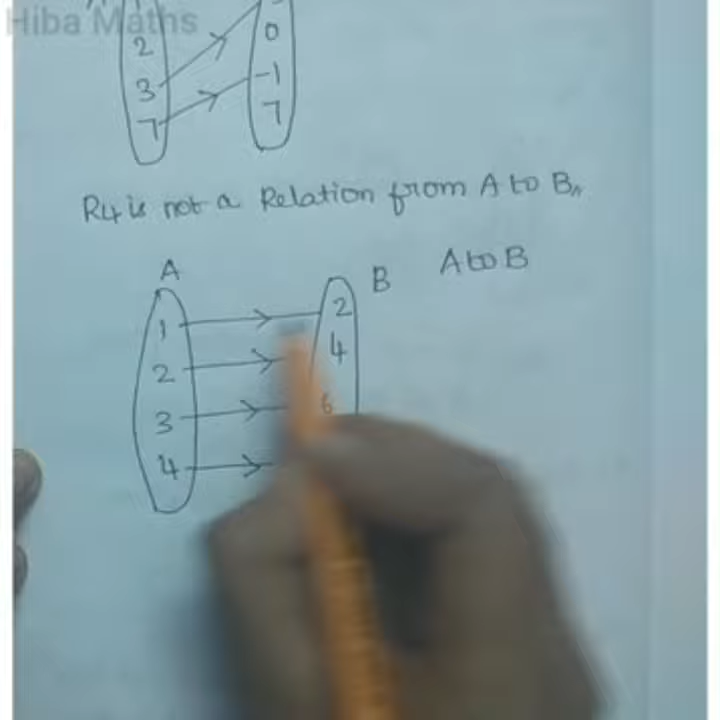 Hiba Maths
2 0
3 -1
7 7
R4 is not a Relation from A to B,,
A B A to B
1 2
2 4
3 6
4